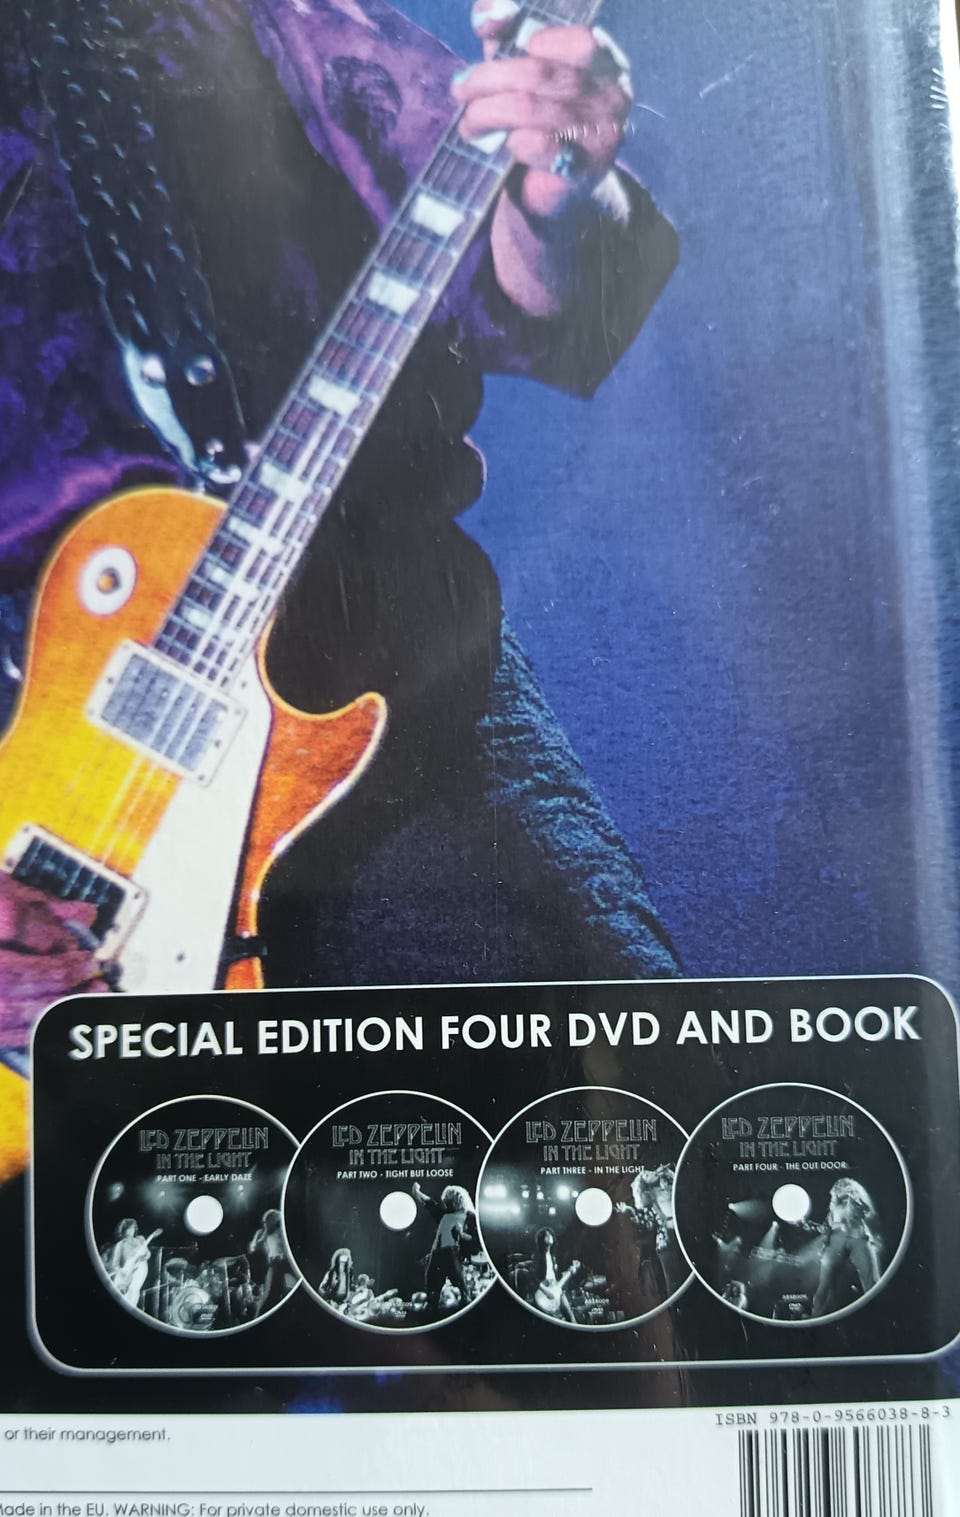 SPECIAL EDITION FOUR DVD AND BOOK
LED ZEPPELIN
IN THE LIGHT
PART ONE - EARLY DAZE
LED ZEPPELIN
IN THE LIGHT
PART TWO - TIGHT BUT LOOSE
LED ZEPPELIN
IN THE LIGHT
PART THREE - IN THE LIGHT
LED ZEPPELIN
IN THE LIGHT
PART FOUR - THE OUT DOOR
ISBN 978-0-9566038-8-3
or their management.
Made in the EU. WARNING: For private domestic use only.